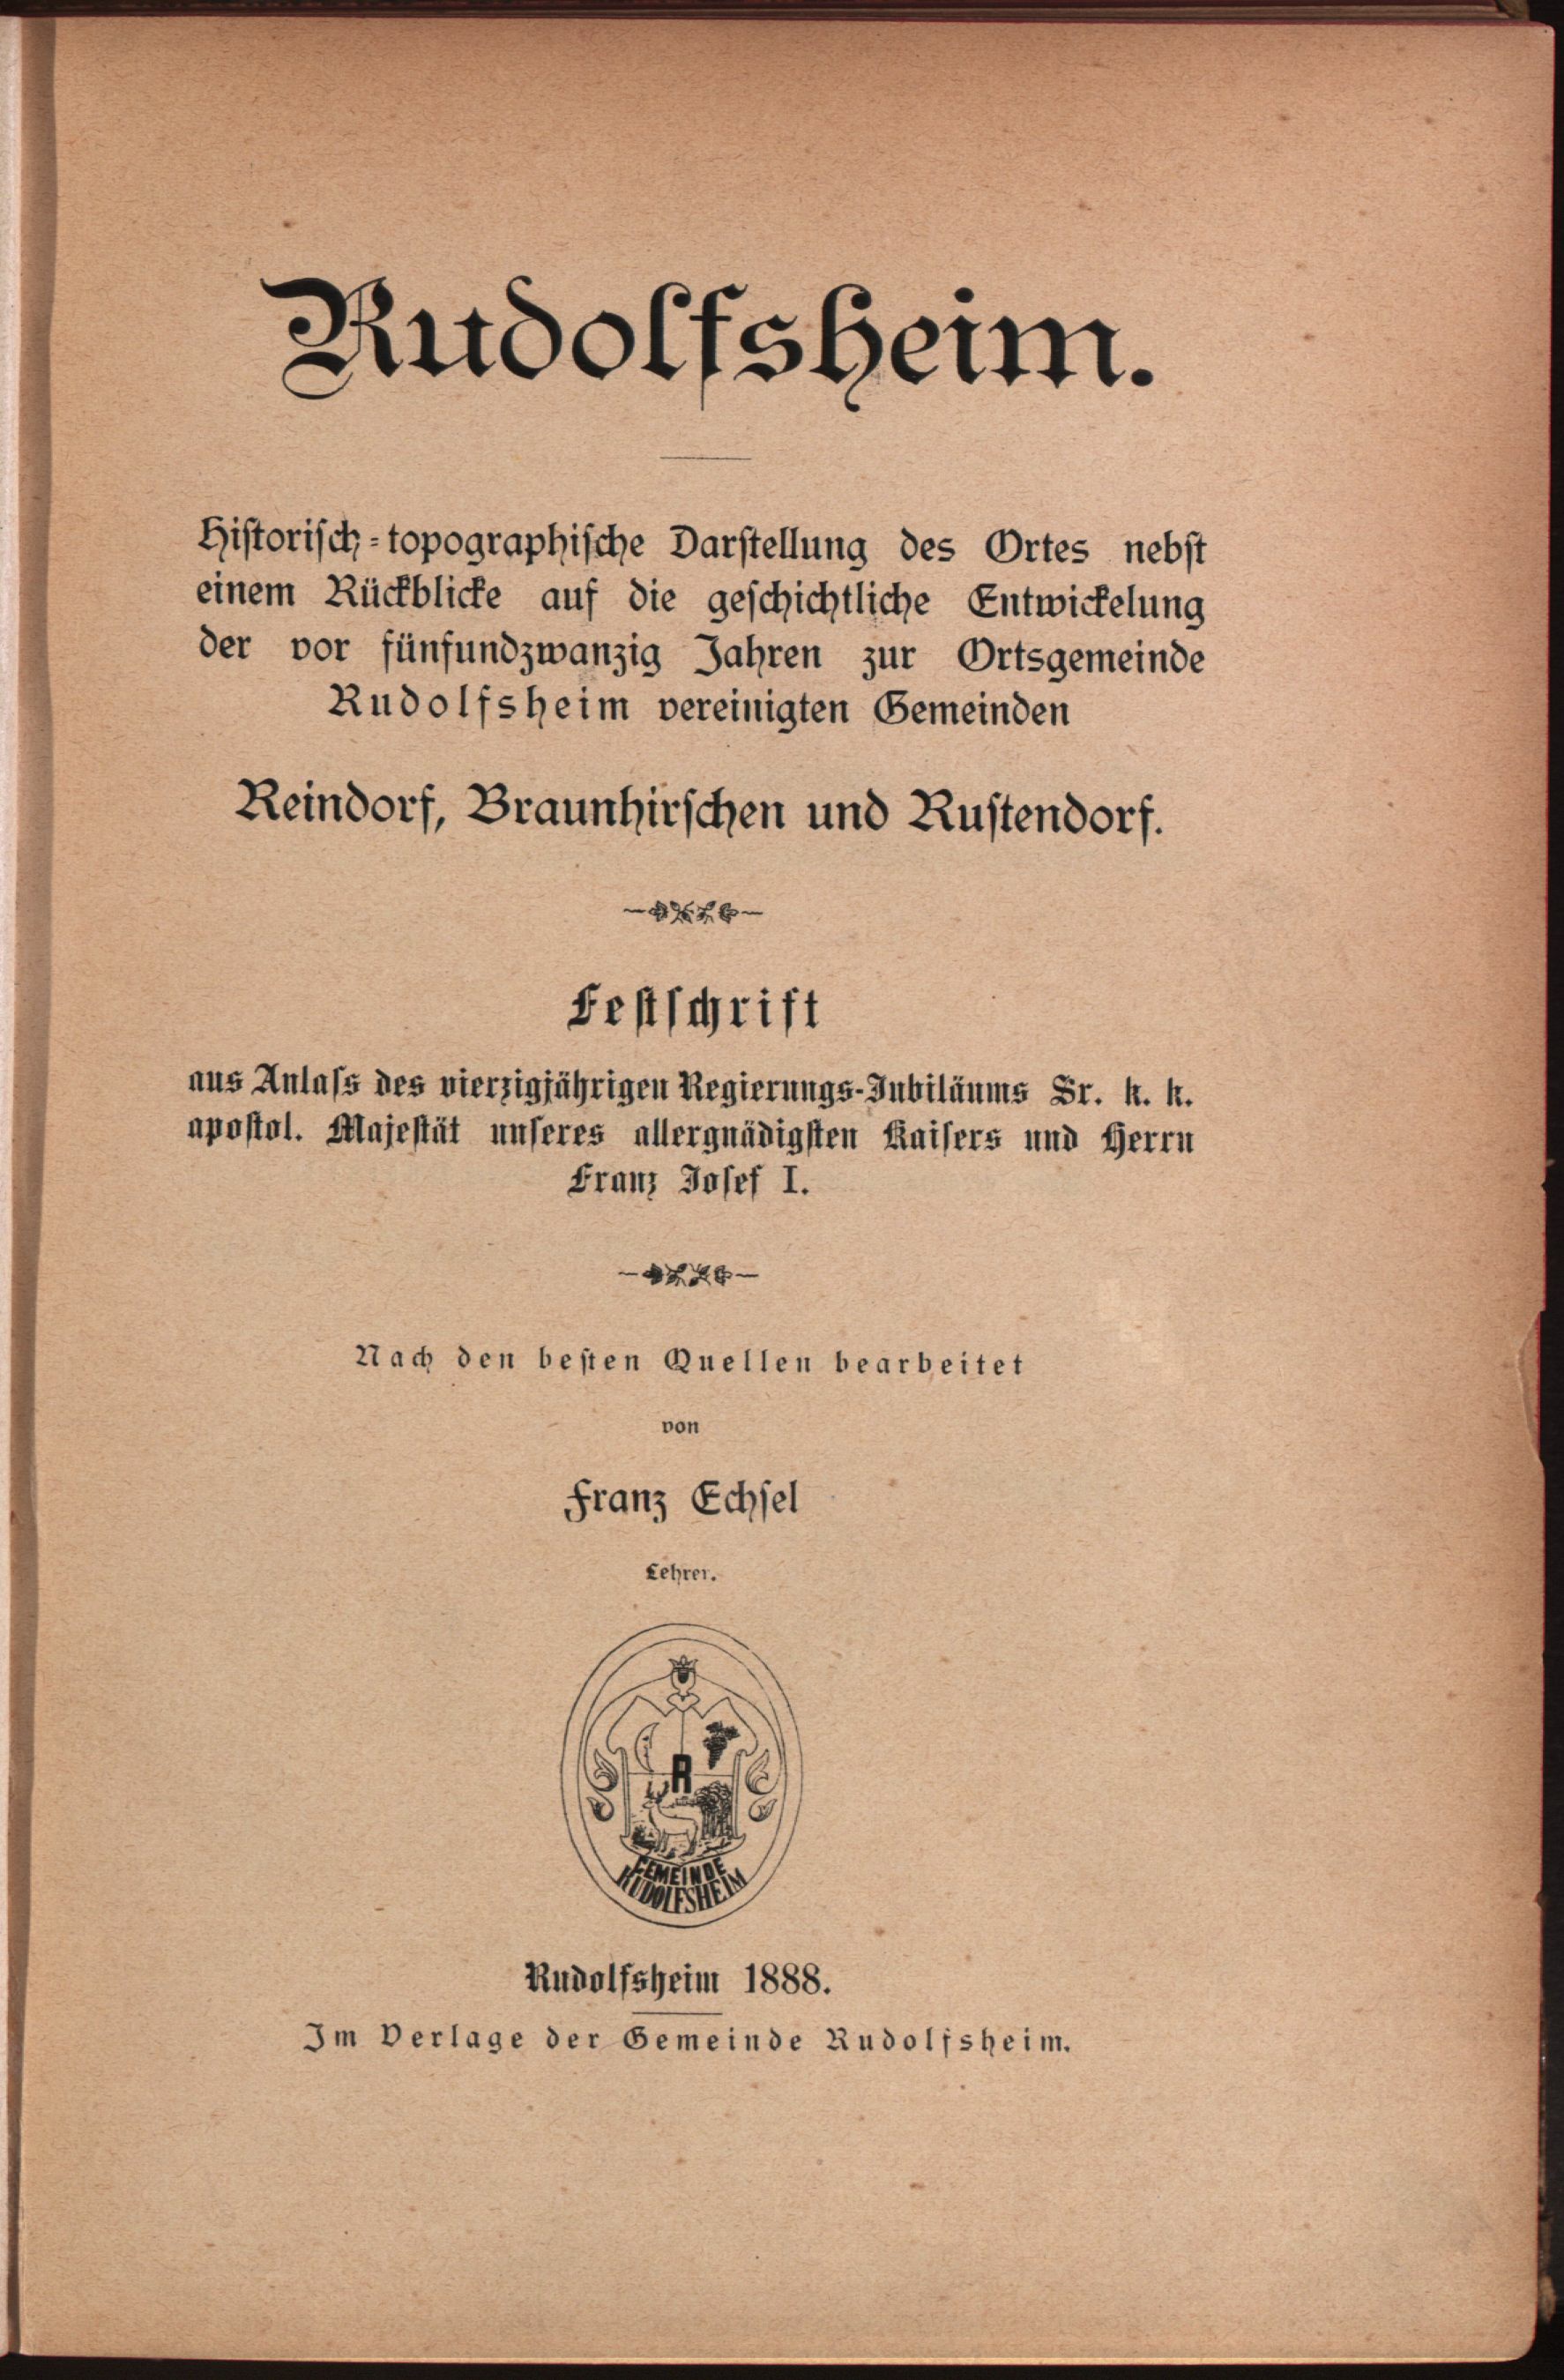 Rudolfsheim.
Hiſtoriſch-topographiſche Darſtellung des Ortes nebſt
einem Rückblicke auf die geſchichtliche Entwickelung
der vor fünfundzwanzig Jahren zur Ortsgemeinde
Rudolfsheim vereinigten Gemeinden
Reindorf, Braunhirſchen und Ruſtendorf.
Feſtſchrift
aus Anlaſs des vierzigjährigen Regierungs-Jubiläums Sr. k. k.
apoſtol. Majeſtät unſeres allergnädigſten Kaiſers und Herrn
Franz Joſef I.
Nach den beſten Quellen bearbeitet
von
Franz Echſel
Lehrer.
R
GEMEINDE
RUDOLFSHEIM
Rudolfsheim 1888.
Im Verlage der Gemeinde Rudolfsheim.